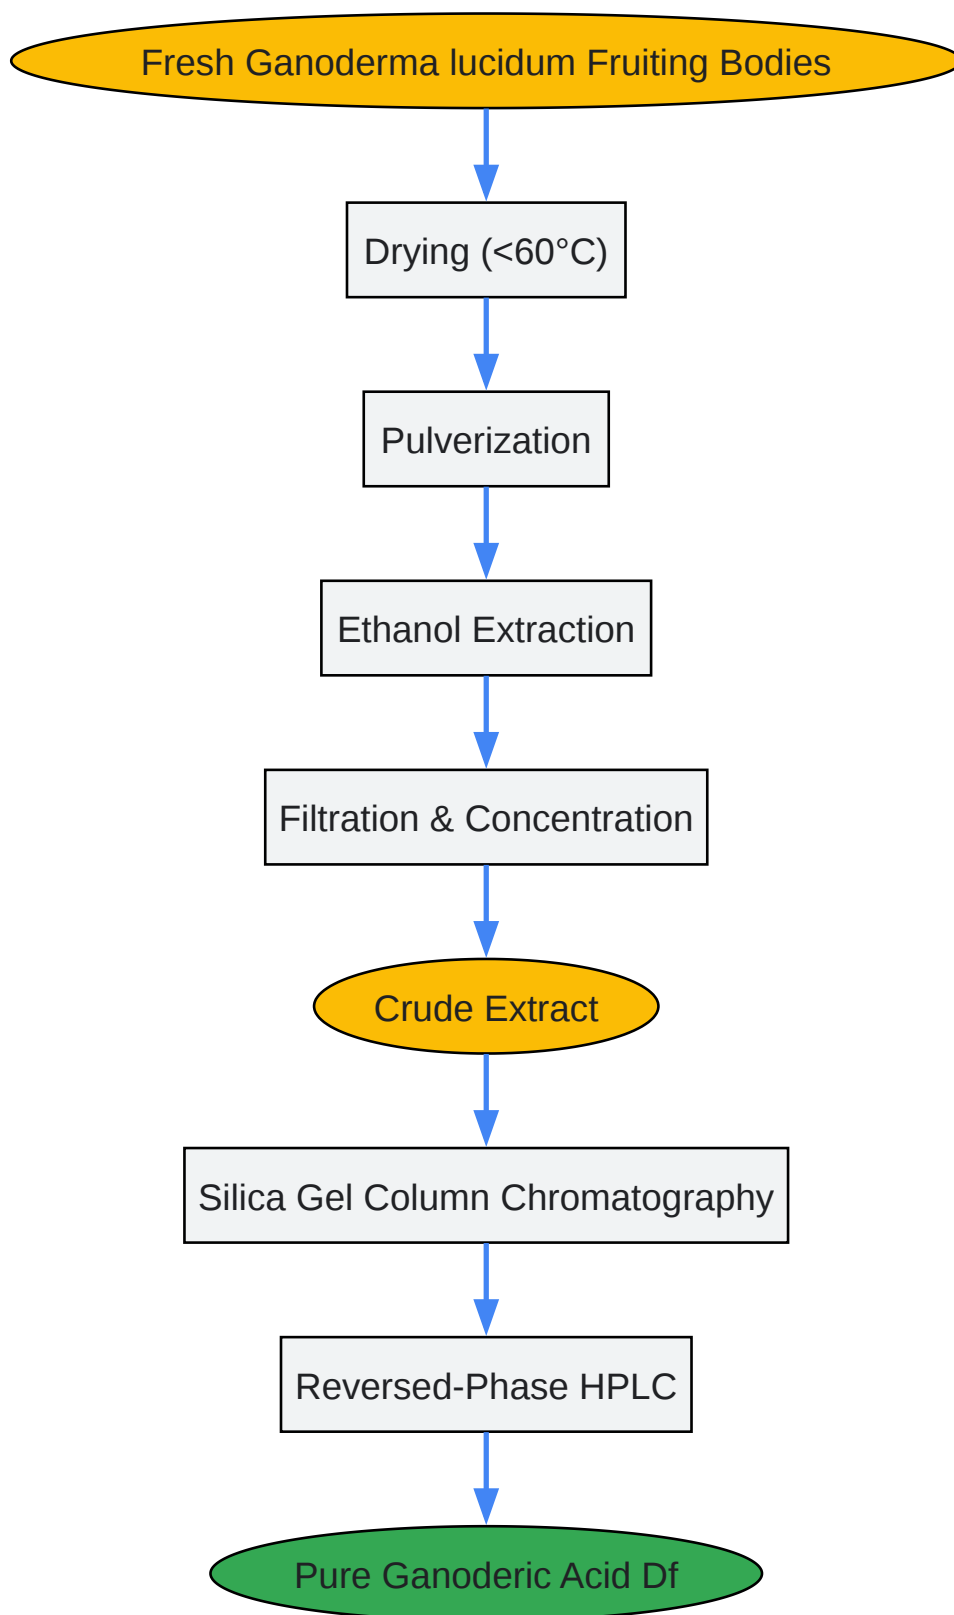 Fresh Ganoderma lucidum Fruiting Bodies
Drying (<60°C)
Pulverization
Ethanol Extraction
Filtration & Concentration
Crude Extract
Silica Gel Column Chromatography
Reversed-Phase HPLC
Pure Ganoderic Acid Df